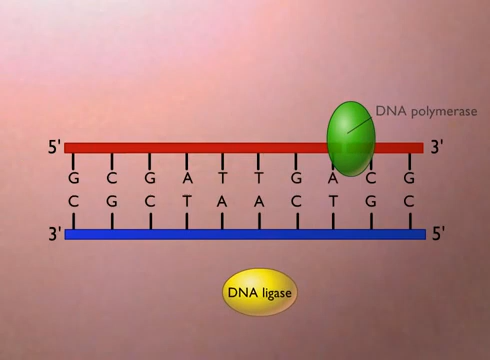 DNA polymerase
5' 3'
G C G A T T G A C G
C G C T A A C T G C
3' 5'
DNA ligase